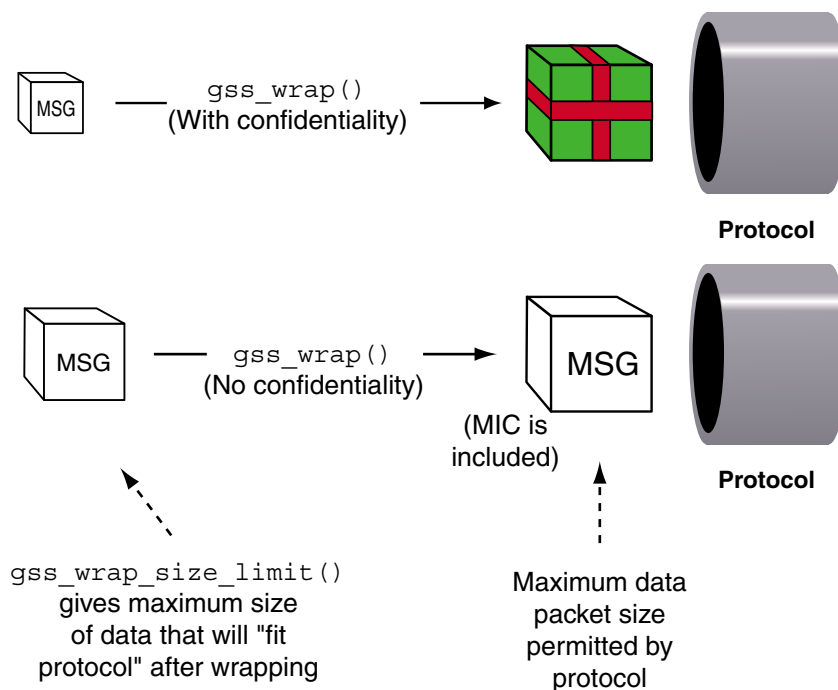 MSG
gss_wrap()
(With confidentiality)
Protocol
MSG
gss_wrap()
(No confidentiality)
MSG
(MIC is
included)
Protocol
gss_wrap_size_limit()
gives maximum size
of data that will "fit
protocol" after wrapping
Maximum data
packet size
permitted by
protocol